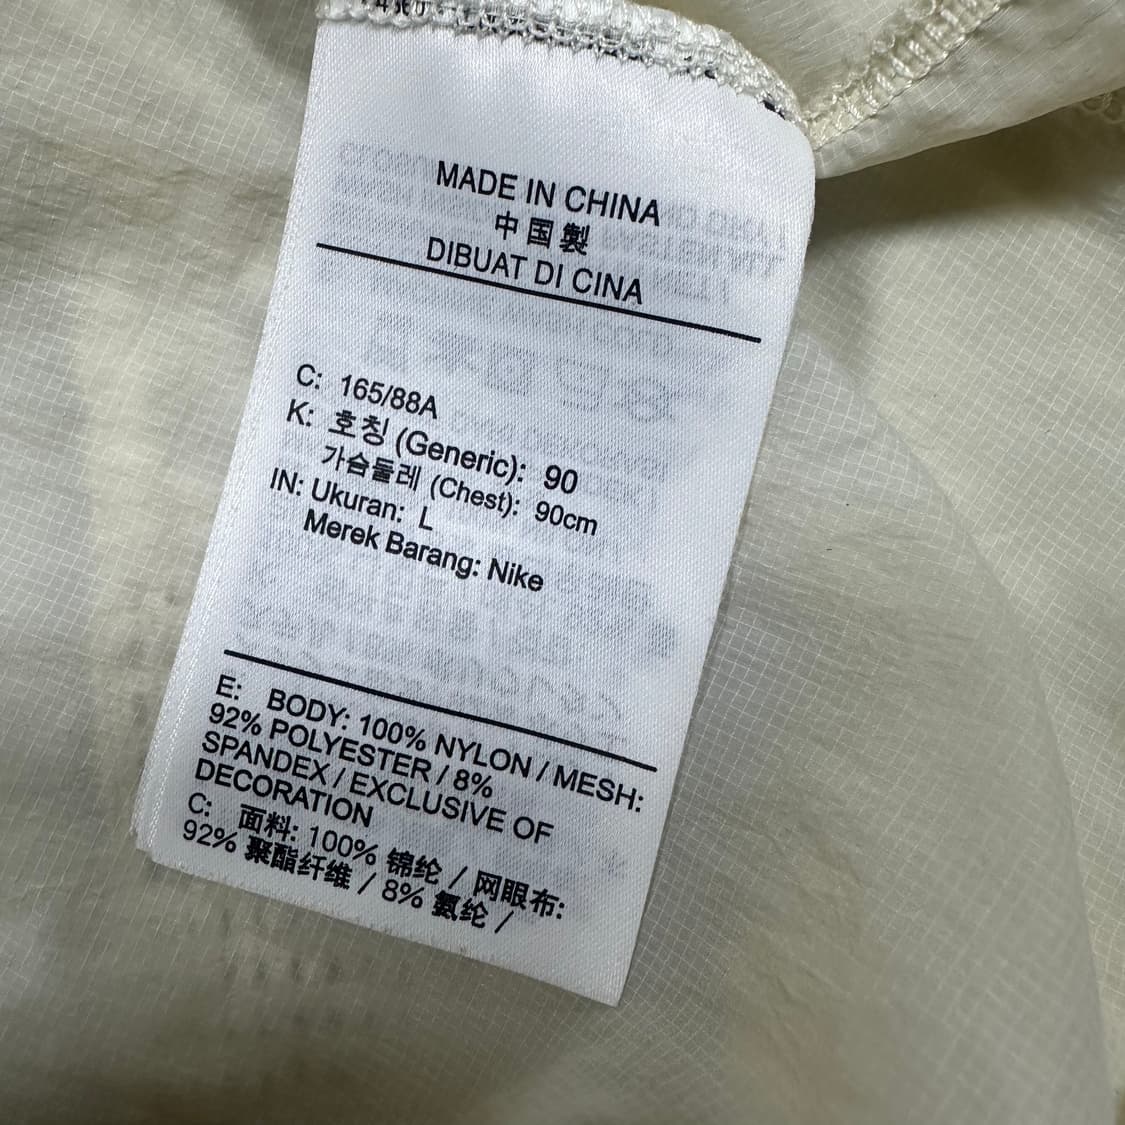 MADE IN CHINA
中国製
DIBUAT DI CINA
C: 165/88A
K: 호칭 (Generic): 90
가슴둘레 (Chest): 90cm
IN: Ukuran: L
Merek Barang: Nike
E: BODY: 100% NYLON / MESH:
92% POLYESTER / 8%
SPANDEX / EXCLUSIVE OF
DECORATION
C: 面料: 100% 锦纶 / 网眼布:
92% 聚酯纤维 / 8% 氨纶 /